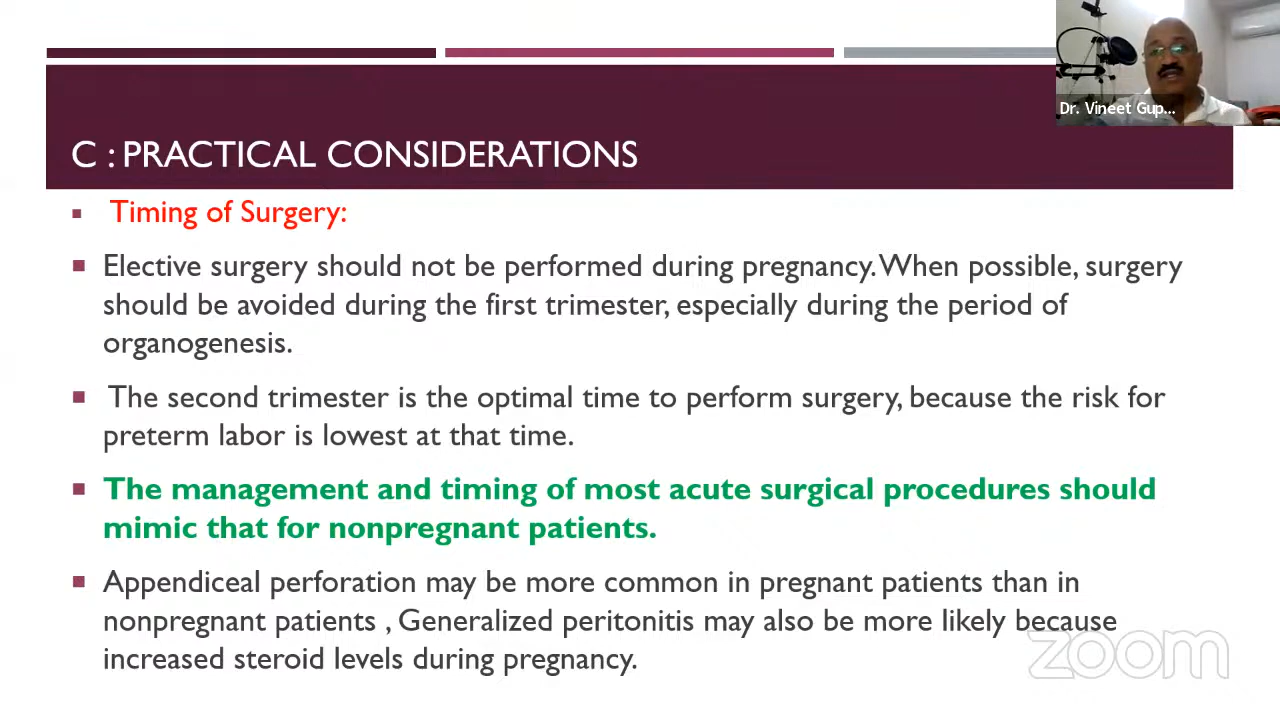 Dr. Vineet Gup...
C : PRACTICAL CONSIDERATIONS
Timing of Surgery:
Elective surgery should not be performed during pregnancy. When possible, surgery
should be avoided during the first trimester, especially during the period of
organogenesis.
The second trimester is the optimal time to perform surgery, because the risk for
preterm labor is lowest at that time.
The management and timing of most acute surgical procedures should
mimic that for nonpregnant patients.
Appendiceal perforation may be more common in pregnant patients than in
nonpregnant patients , Generalized peritonitis may also be more likely because
increased steroid levels during pregnancy.
zoom